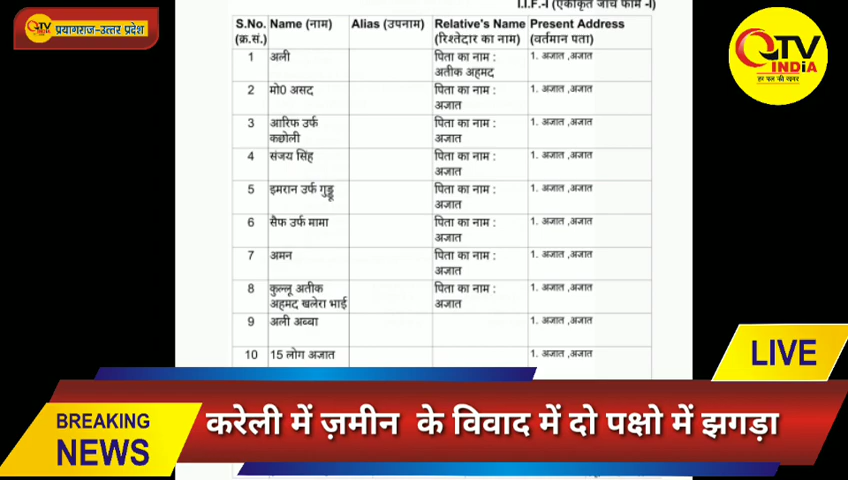 QTV
INDIA
प्रयागराज-उत्तर प्रदेश
I.I.F.-I (एकीकृत जांच फार्म -I)
S.No. Name (नाम) Alias (उपनाम) Relative's Name Present Address
(क्र.सं.) (रिश्तेदार का नाम) (वर्तमान पता)
1 अली पिता का नाम : 1. अज्ञात ,अज्ञात
अतीक अहमद
2 मो0 असद पिता का नाम : 1. अज्ञात ,अज्ञात
अज्ञात
3 आरिफ उर्फ पिता का नाम : 1. अज्ञात ,अज्ञात
कछोली अज्ञात
4 संजय सिंह पिता का नाम : 1. अज्ञात ,अज्ञात
अज्ञात
5 इमरान उर्फ गुड्डू पिता का नाम : 1. अज्ञात ,अज्ञात
अज्ञात
6 सैफ उर्फ मामा पिता का नाम : 1. अज्ञात ,अज्ञात
अज्ञात
7 अमन पिता का नाम : 1. अज्ञात ,अज्ञात
अज्ञात
8 कुल्लू अतीक पिता का नाम : 1. अज्ञात ,अज्ञात
अहमद खलेरा भाई अज्ञात
9 अली अब्बा 1. अज्ञात ,अज्ञात
10 15 लोग अज्ञात 1. अज्ञात ,अज्ञात
QTV
INDIA
हर पल की खबर
LIVE
BREAKING
NEWS
करेली में ज़मीन के विवाद में दो पक्षो में झगड़ा